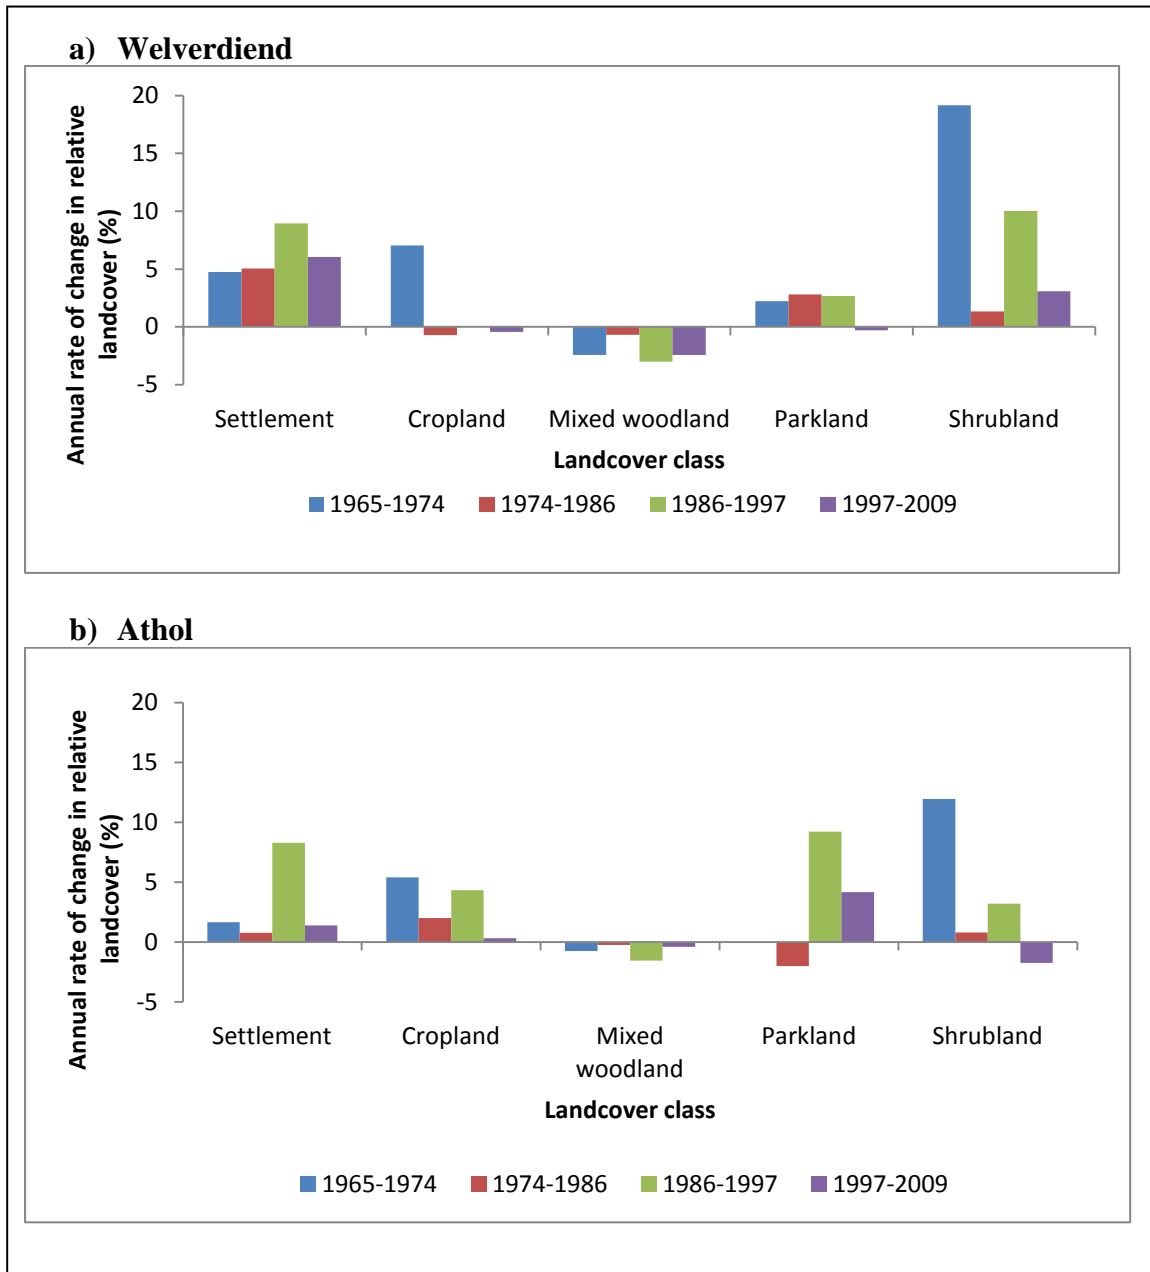 a) Welverdiend
Annual rate of change in relative
landcover (%)
20
15
10
5
0
-5
Settlement Cropland Mixed woodland Parkland Shrubland
Landcover class
1965-1974 1974-1986 1986-1997 1997-2009
b) Athol
Annual rate of change in relative
landcover (%)
20
15
10
5
0
-5
Settlement Cropland Mixed woodland Parkland Shrubland
Landcover class
1965-1974 1974-1986 1986-1997 1997-2009